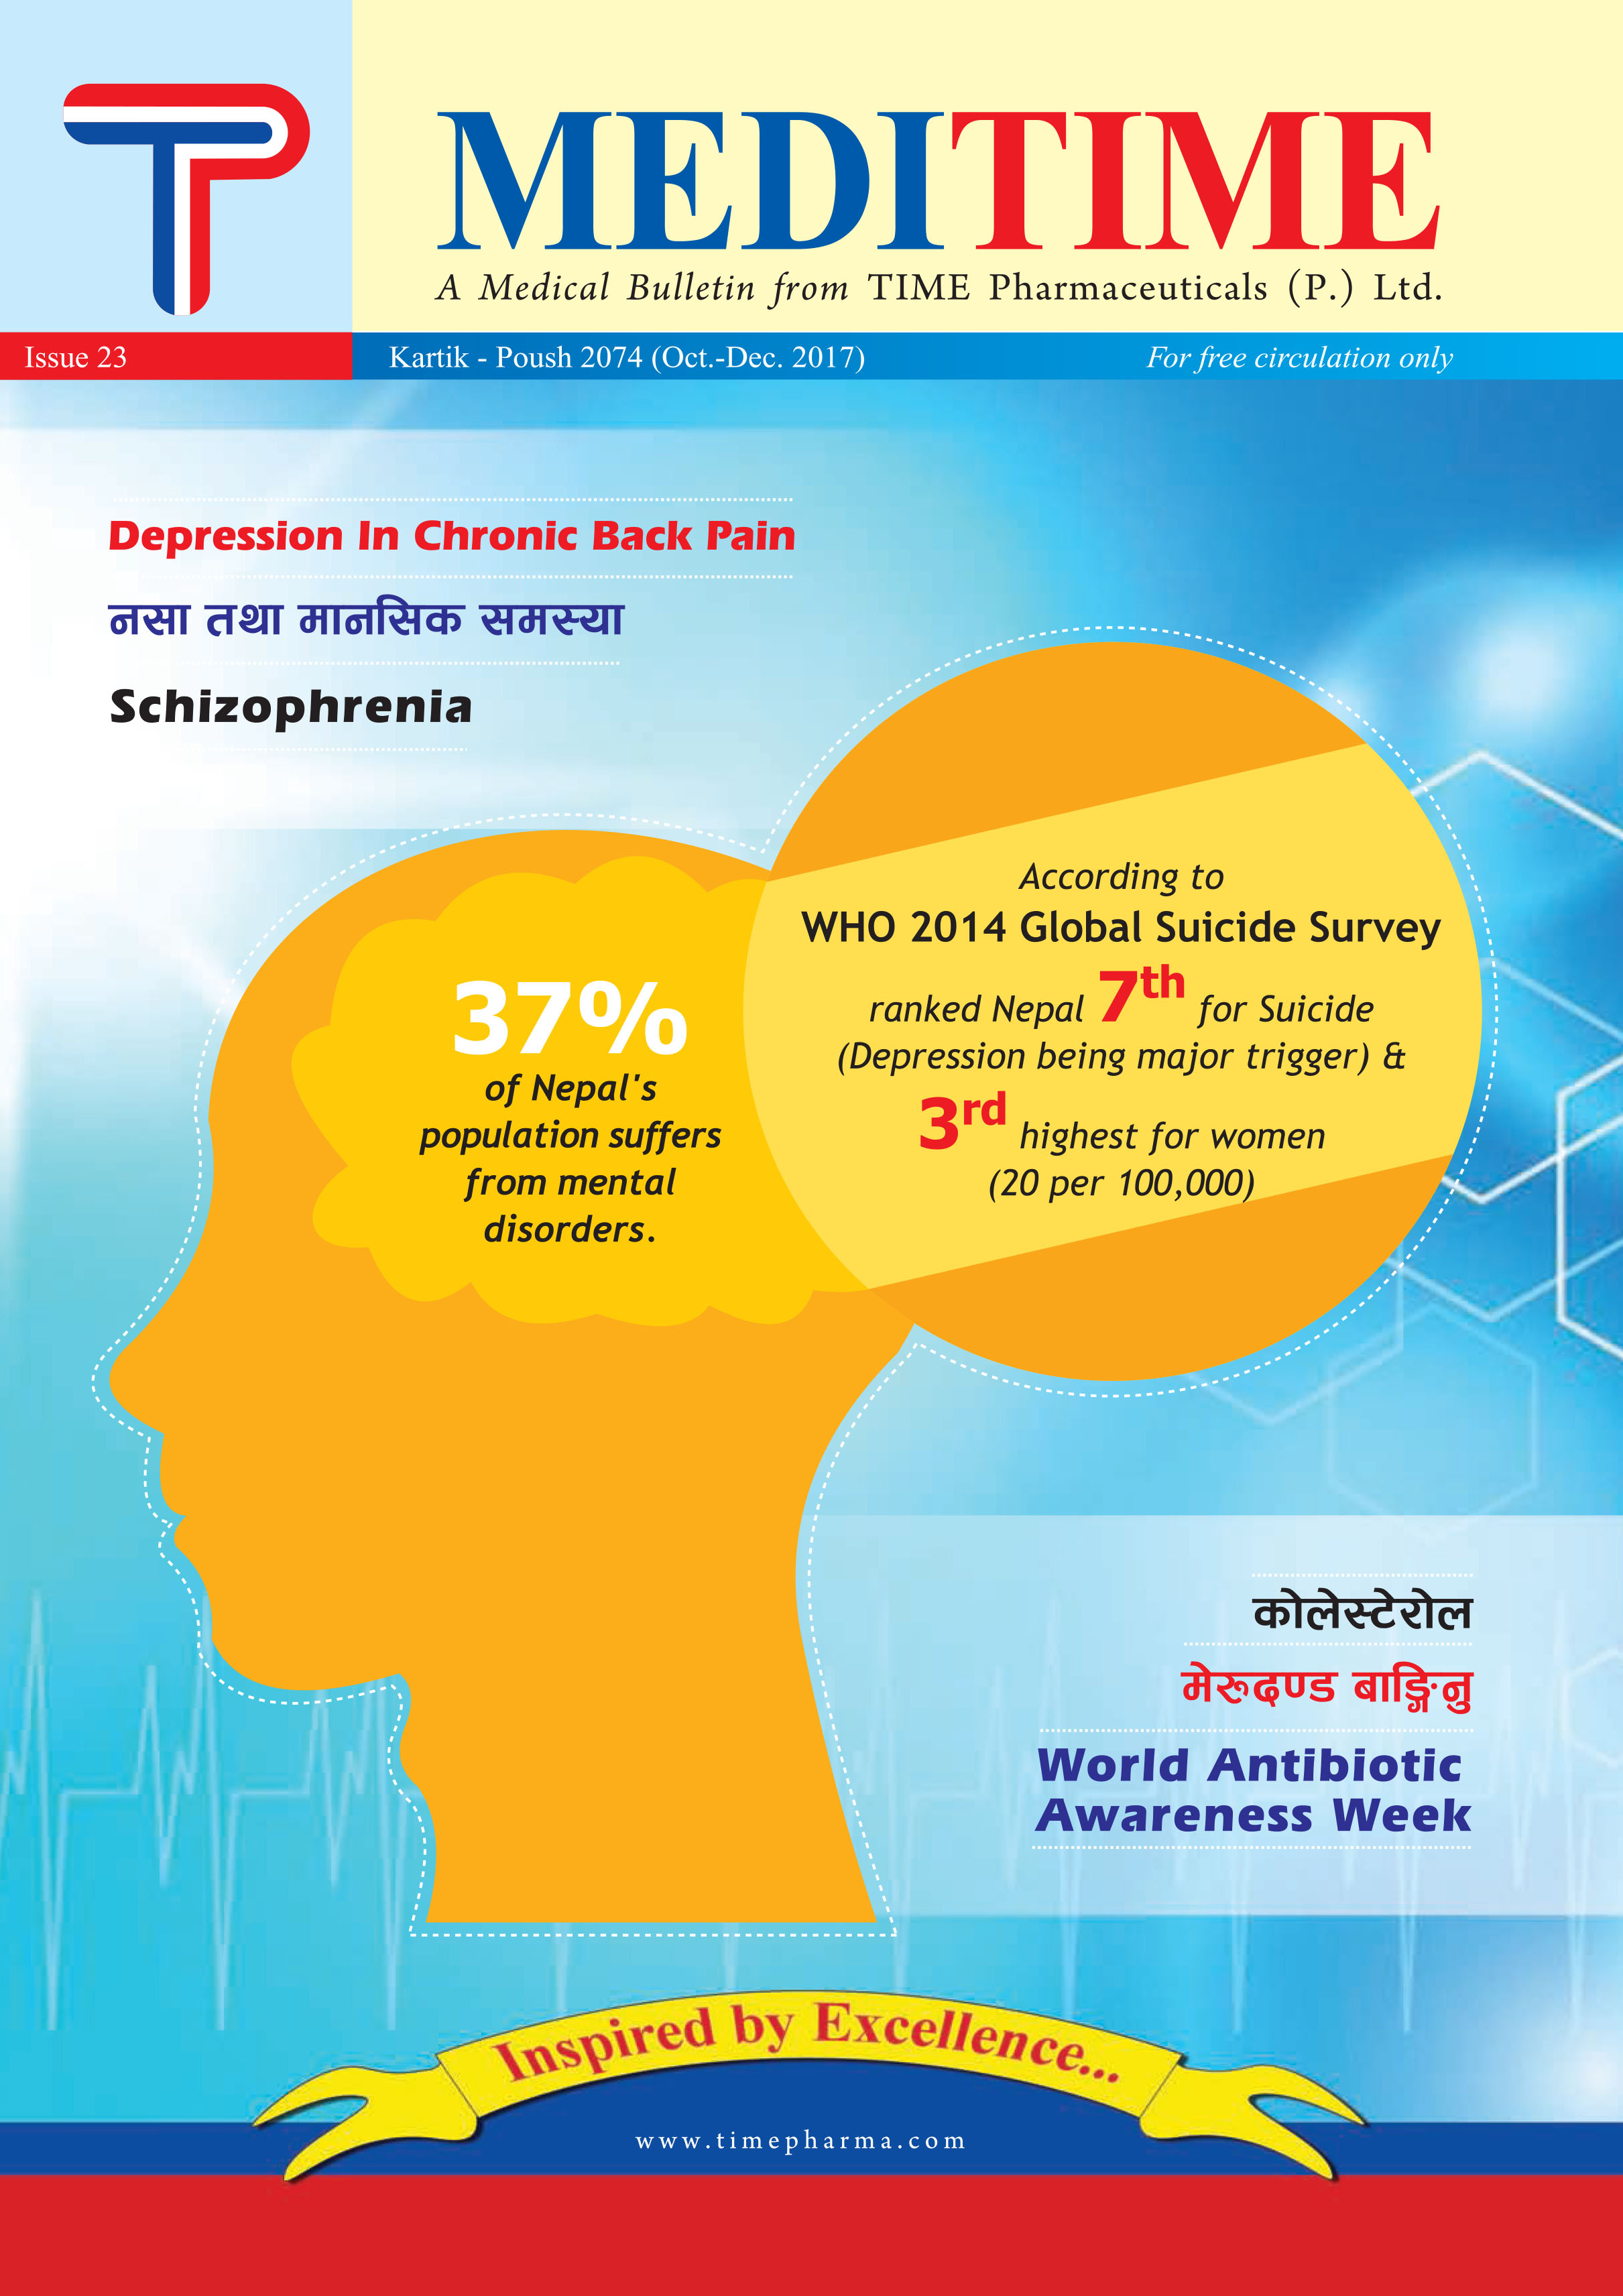 MEDITIME
A Medical Bulletin from TIME Pharmaceuticals (P.) Ltd.
Issue 23
Kartik - Poush 2074 (Oct.-Dec. 2017)
For free circulation only
Depression In Chronic Back Pain
नसा तथा मानसिक समस्या
Schizophrenia
37%
of Nepal's
population suffers
from mental
disorders.
According to
WHO 2014 Global Suicide Survey
ranked Nepal 7th for Suicide
(Depression being major trigger) &
3rd highest for women
(20 per 100,000)
कोलेस्टेरोल
मेरूदण्ड बाङ्गिनु
World Antibiotic
Awareness Week
Inspired by Excellence...
www.timepharma.com